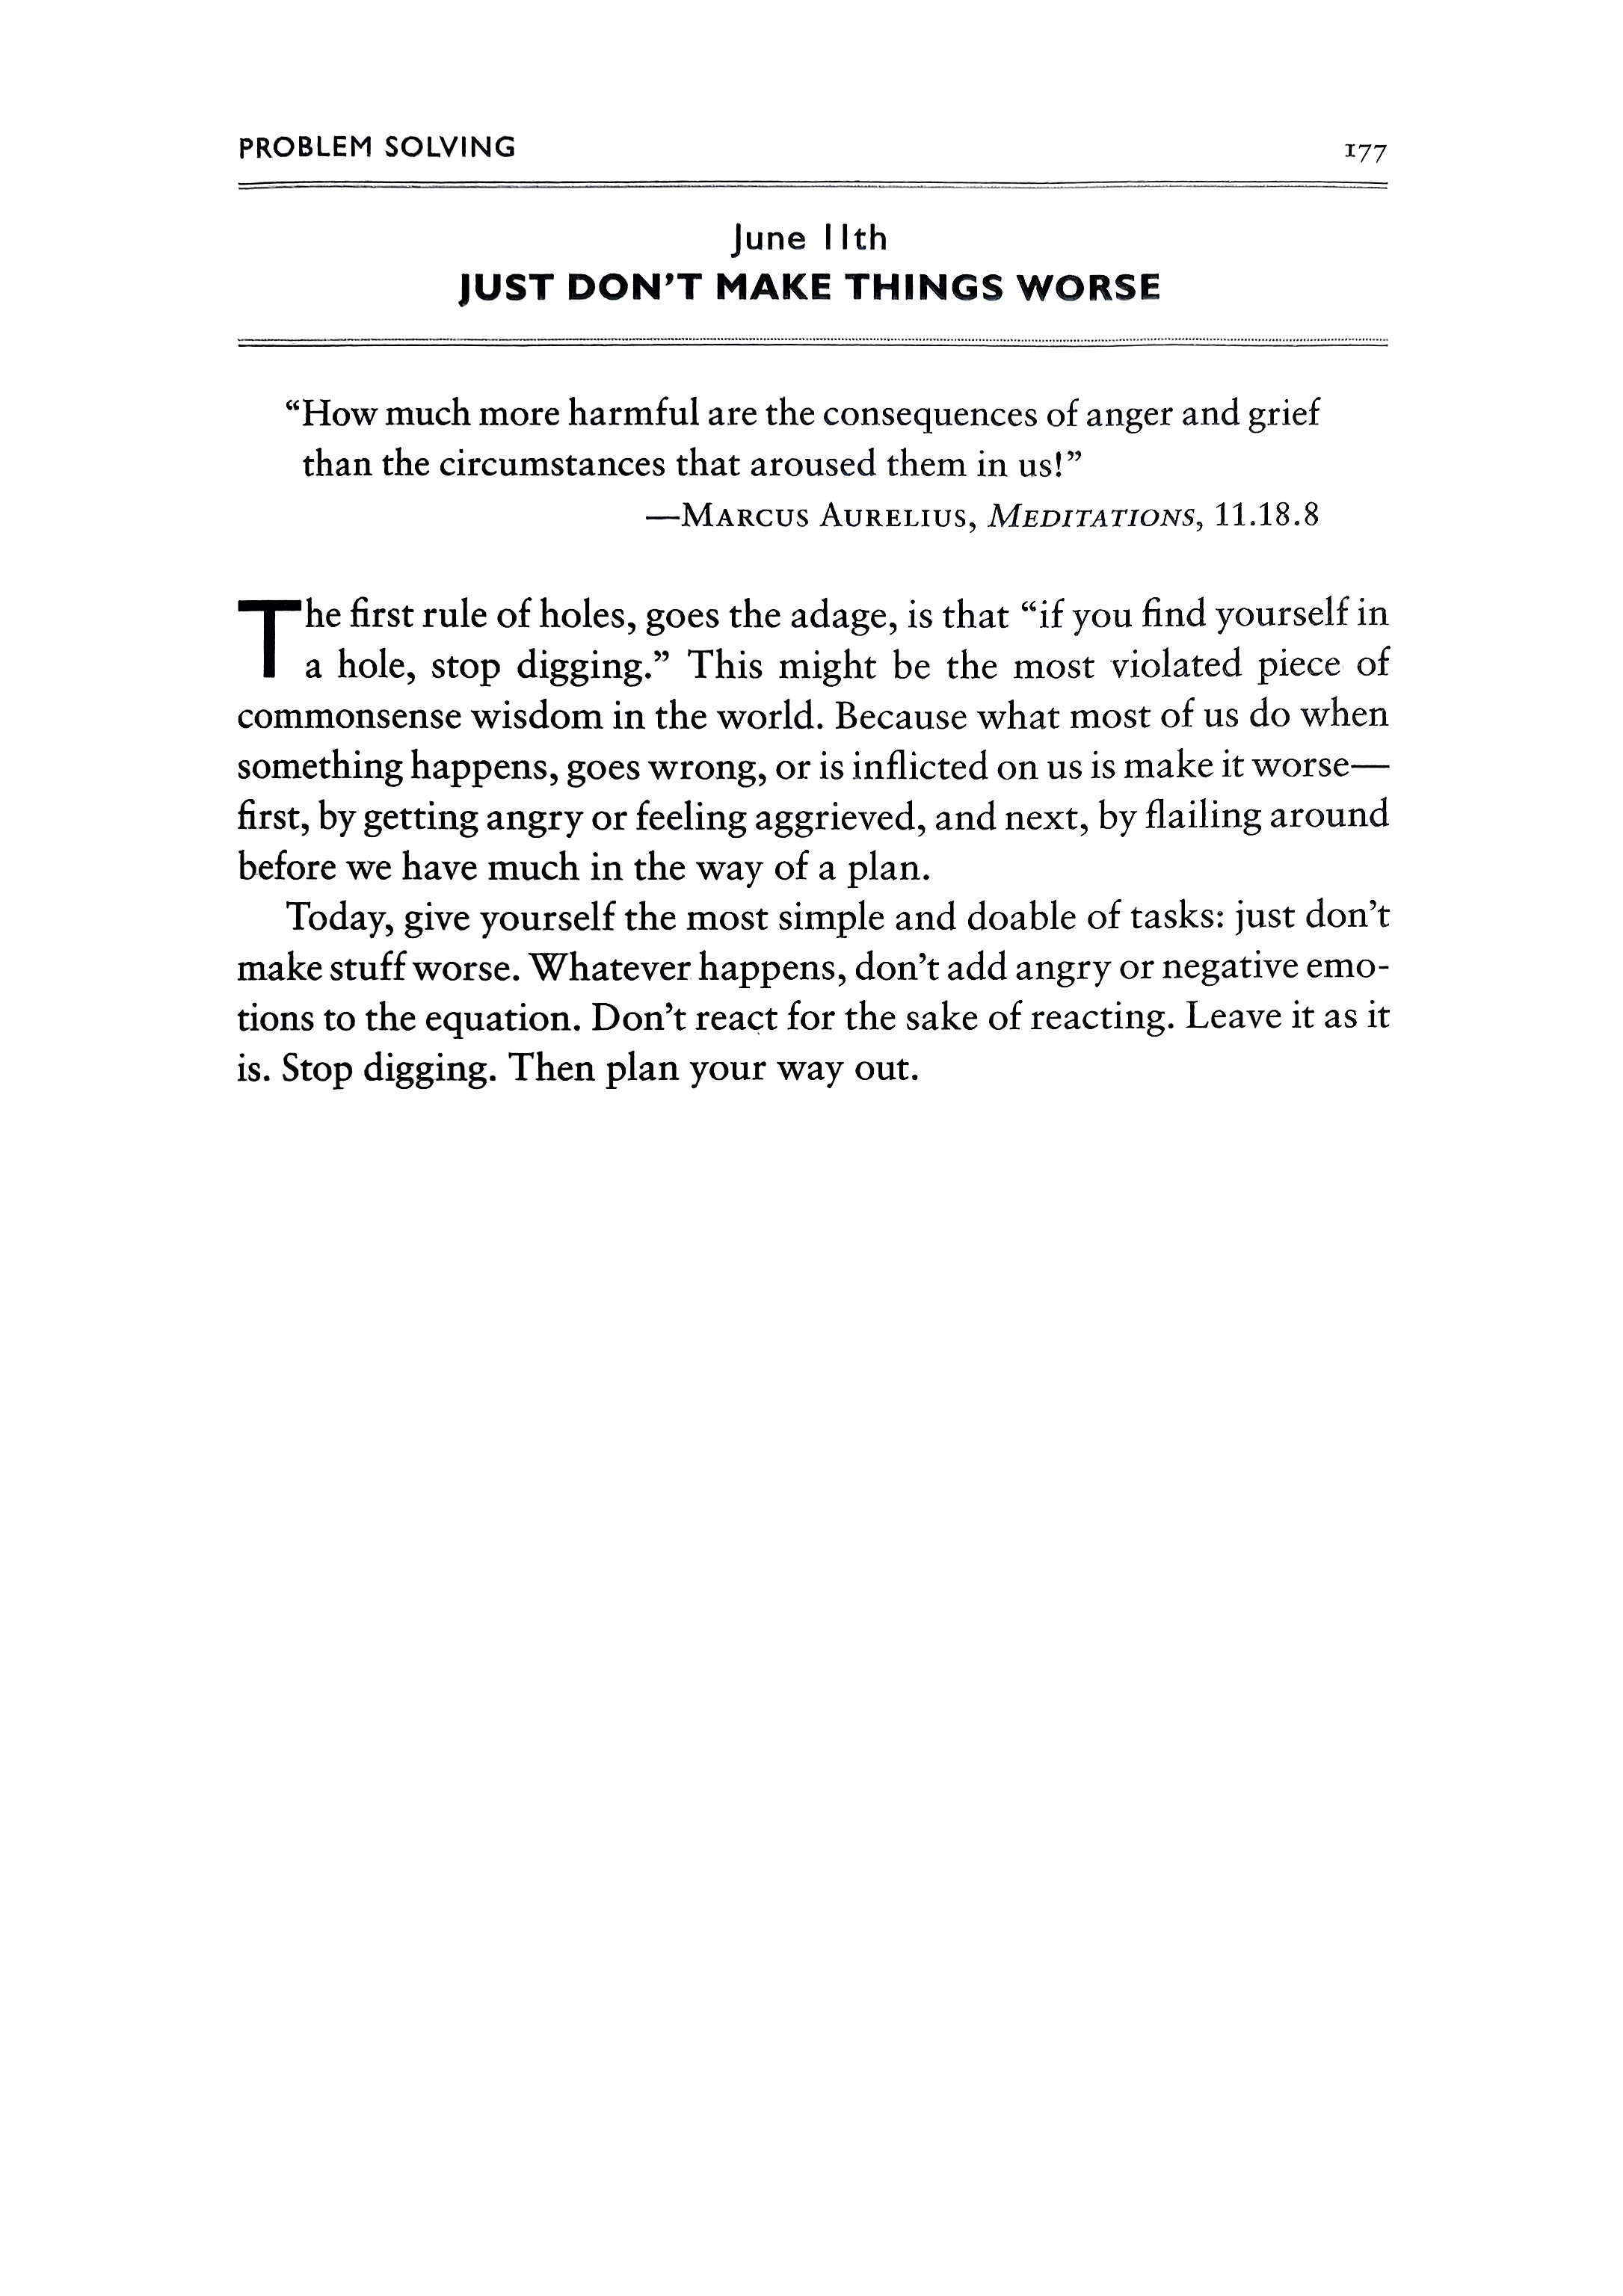 PROBLEM SOLVING 177
June 11th
JUST DON'T MAKE THINGS WORSE
“How much more harmful are the consequences of anger and grief
than the circumstances that aroused them in us!”
—MARCUS AURELIUS, MEDITATIONS, 11.18.8
The first rule of holes, goes the adage, is that “if you find yourself in
a hole, stop digging.” This might be the most violated piece of
commonsense wisdom in the world. Because what most of us do when
something happens, goes wrong, or is inflicted on us is make it worse—
first, by getting angry or feeling aggrieved, and next, by flailing around
before we have much in the way of a plan.
Today, give yourself the most simple and doable of tasks: just don’t
make stuff worse. Whatever happens, don’t add angry or negative emo-
tions to the equation. Don’t react for the sake of reacting. Leave it as it
is. Stop digging. Then plan your way out.